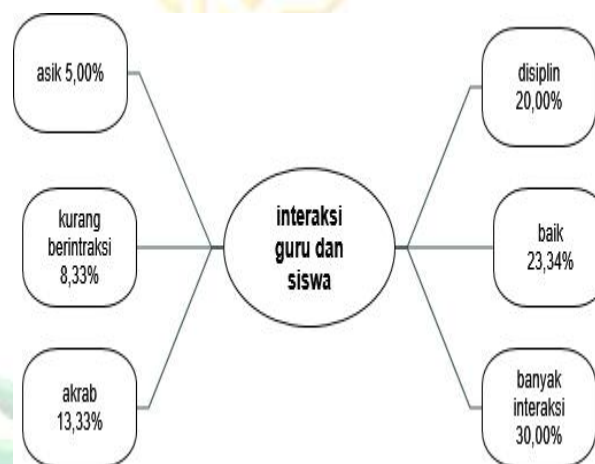 asik 5,00%
kurang
berintraksi
8,33%
akrab
13,33%
interaksi
guru dan
siswa
disiplin
20,00%
baik
23,34%
banyak
interaksi
30,00%